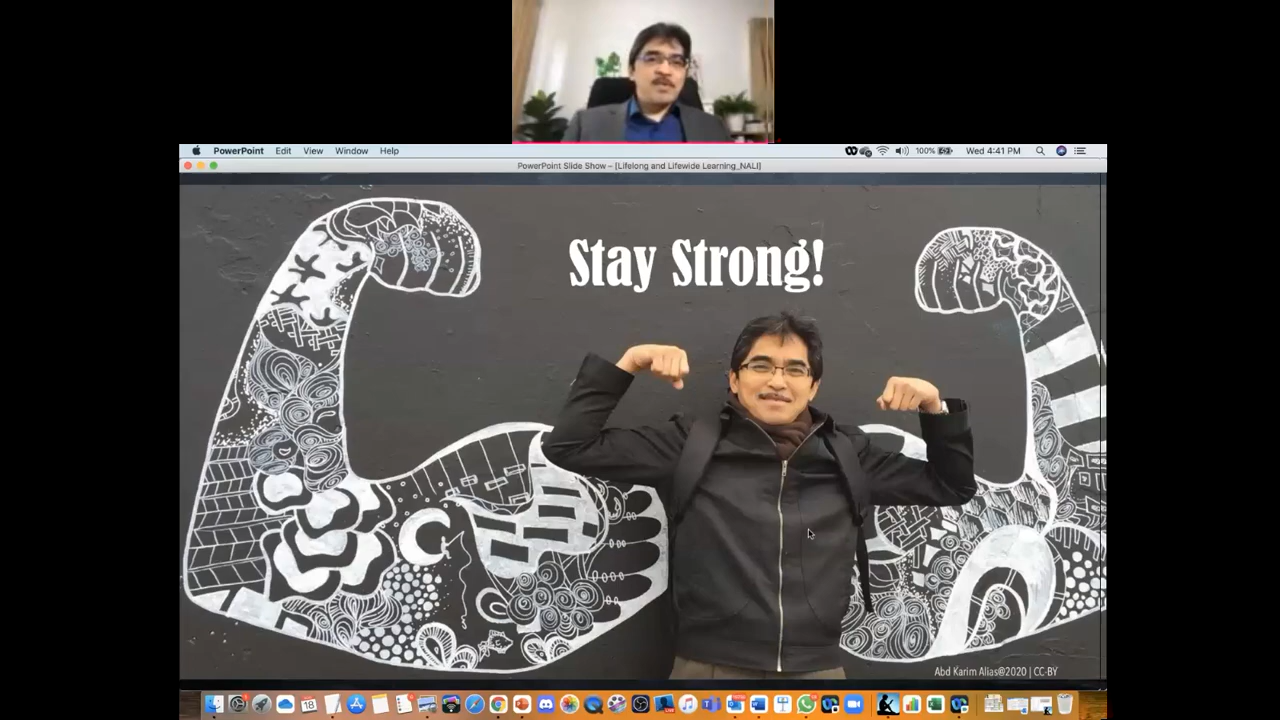 PowerPoint Edit View Window Help 100% Wed 4:41 PM
PowerPoint Slide Show – [Lifelong and Lifewide Learning_NALI]
Stay Strong!
Abd Karim Alias@2020 | CC-BY
18